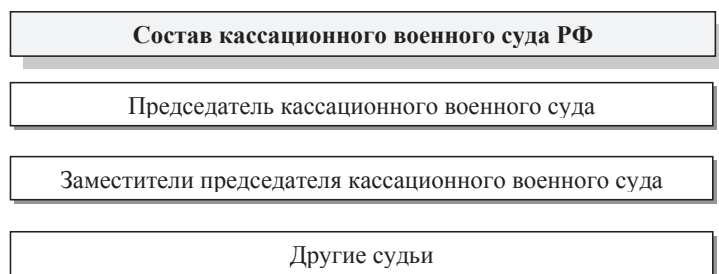 Состав кассационного военного суда РФ
Председатель кассационного военного суда
Заместители председателя кассационного военного суда
Другие судьи